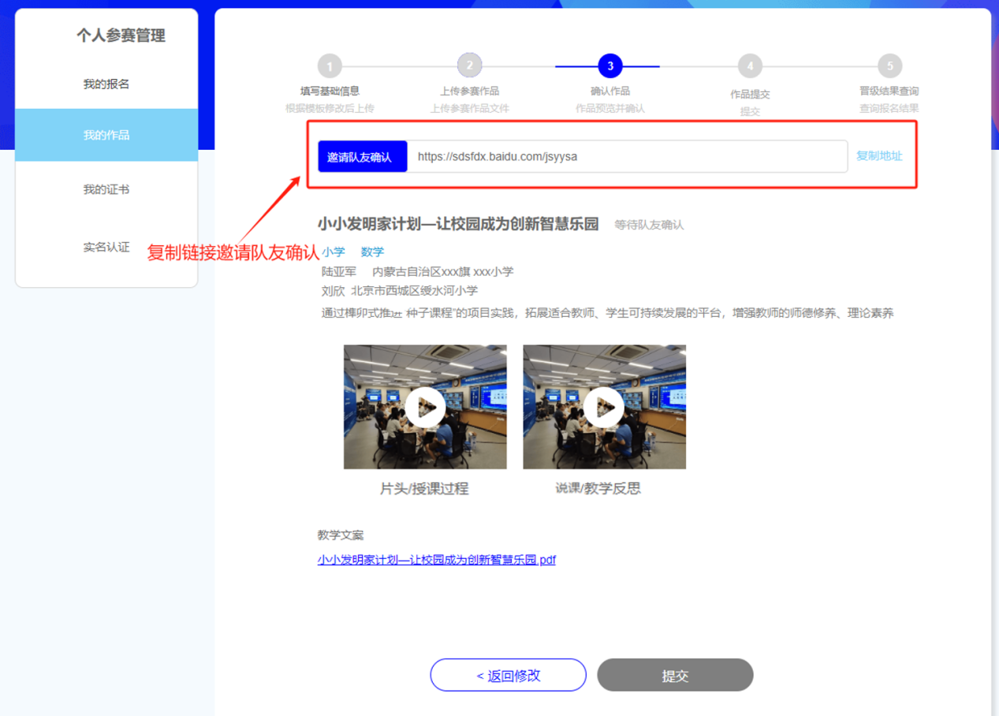 个人参赛管理
我的报名
我的作品
我的证书
实名认证
1
2
3
4
5
填写基础信息
根据模板修改后上传
上传参赛作品
上传参赛作品文件
确认作品
作品预览并确认
作品提交
提交
晋级结果查询
查询报名结果
邀请队友确认
https://sdsfdx.baidu.com/jsyysa
复制地址
复制链接邀请队友确认
小小发明家计划—让校园成为创新智慧乐园 等待队友确认
小学 数学
陆亚军 内蒙古自治区xxx旗 xxx小学
刘欣 北京市西城区绶水河小学
通过榫卯式推进 种子课程”的项目实践，拓展适合教师、学生可持续发展的平台，增强教师的师德修养、理论素养
片头/授课过程
说课/教学反思
教学文案
小小发明家计划—让校园成为创新智慧乐园.pdf
< 返回修改
提交